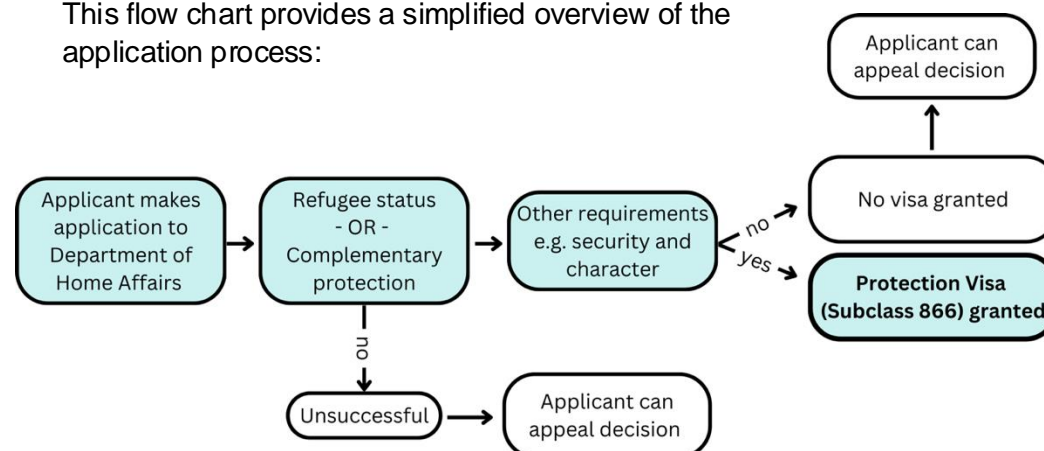 This flow chart provides a simplified overview of the
application process:
Applicant can
appeal decision
Applicant makes
application to
Department of
Home Affairs
Refugee status
- OR -
Complementary
protection
Other requirements
e.g. security and
character
no
No visa granted
yes
Protection Visa
(Subclass 866) granted
no
Unsuccessful
Applicant can
appeal decision